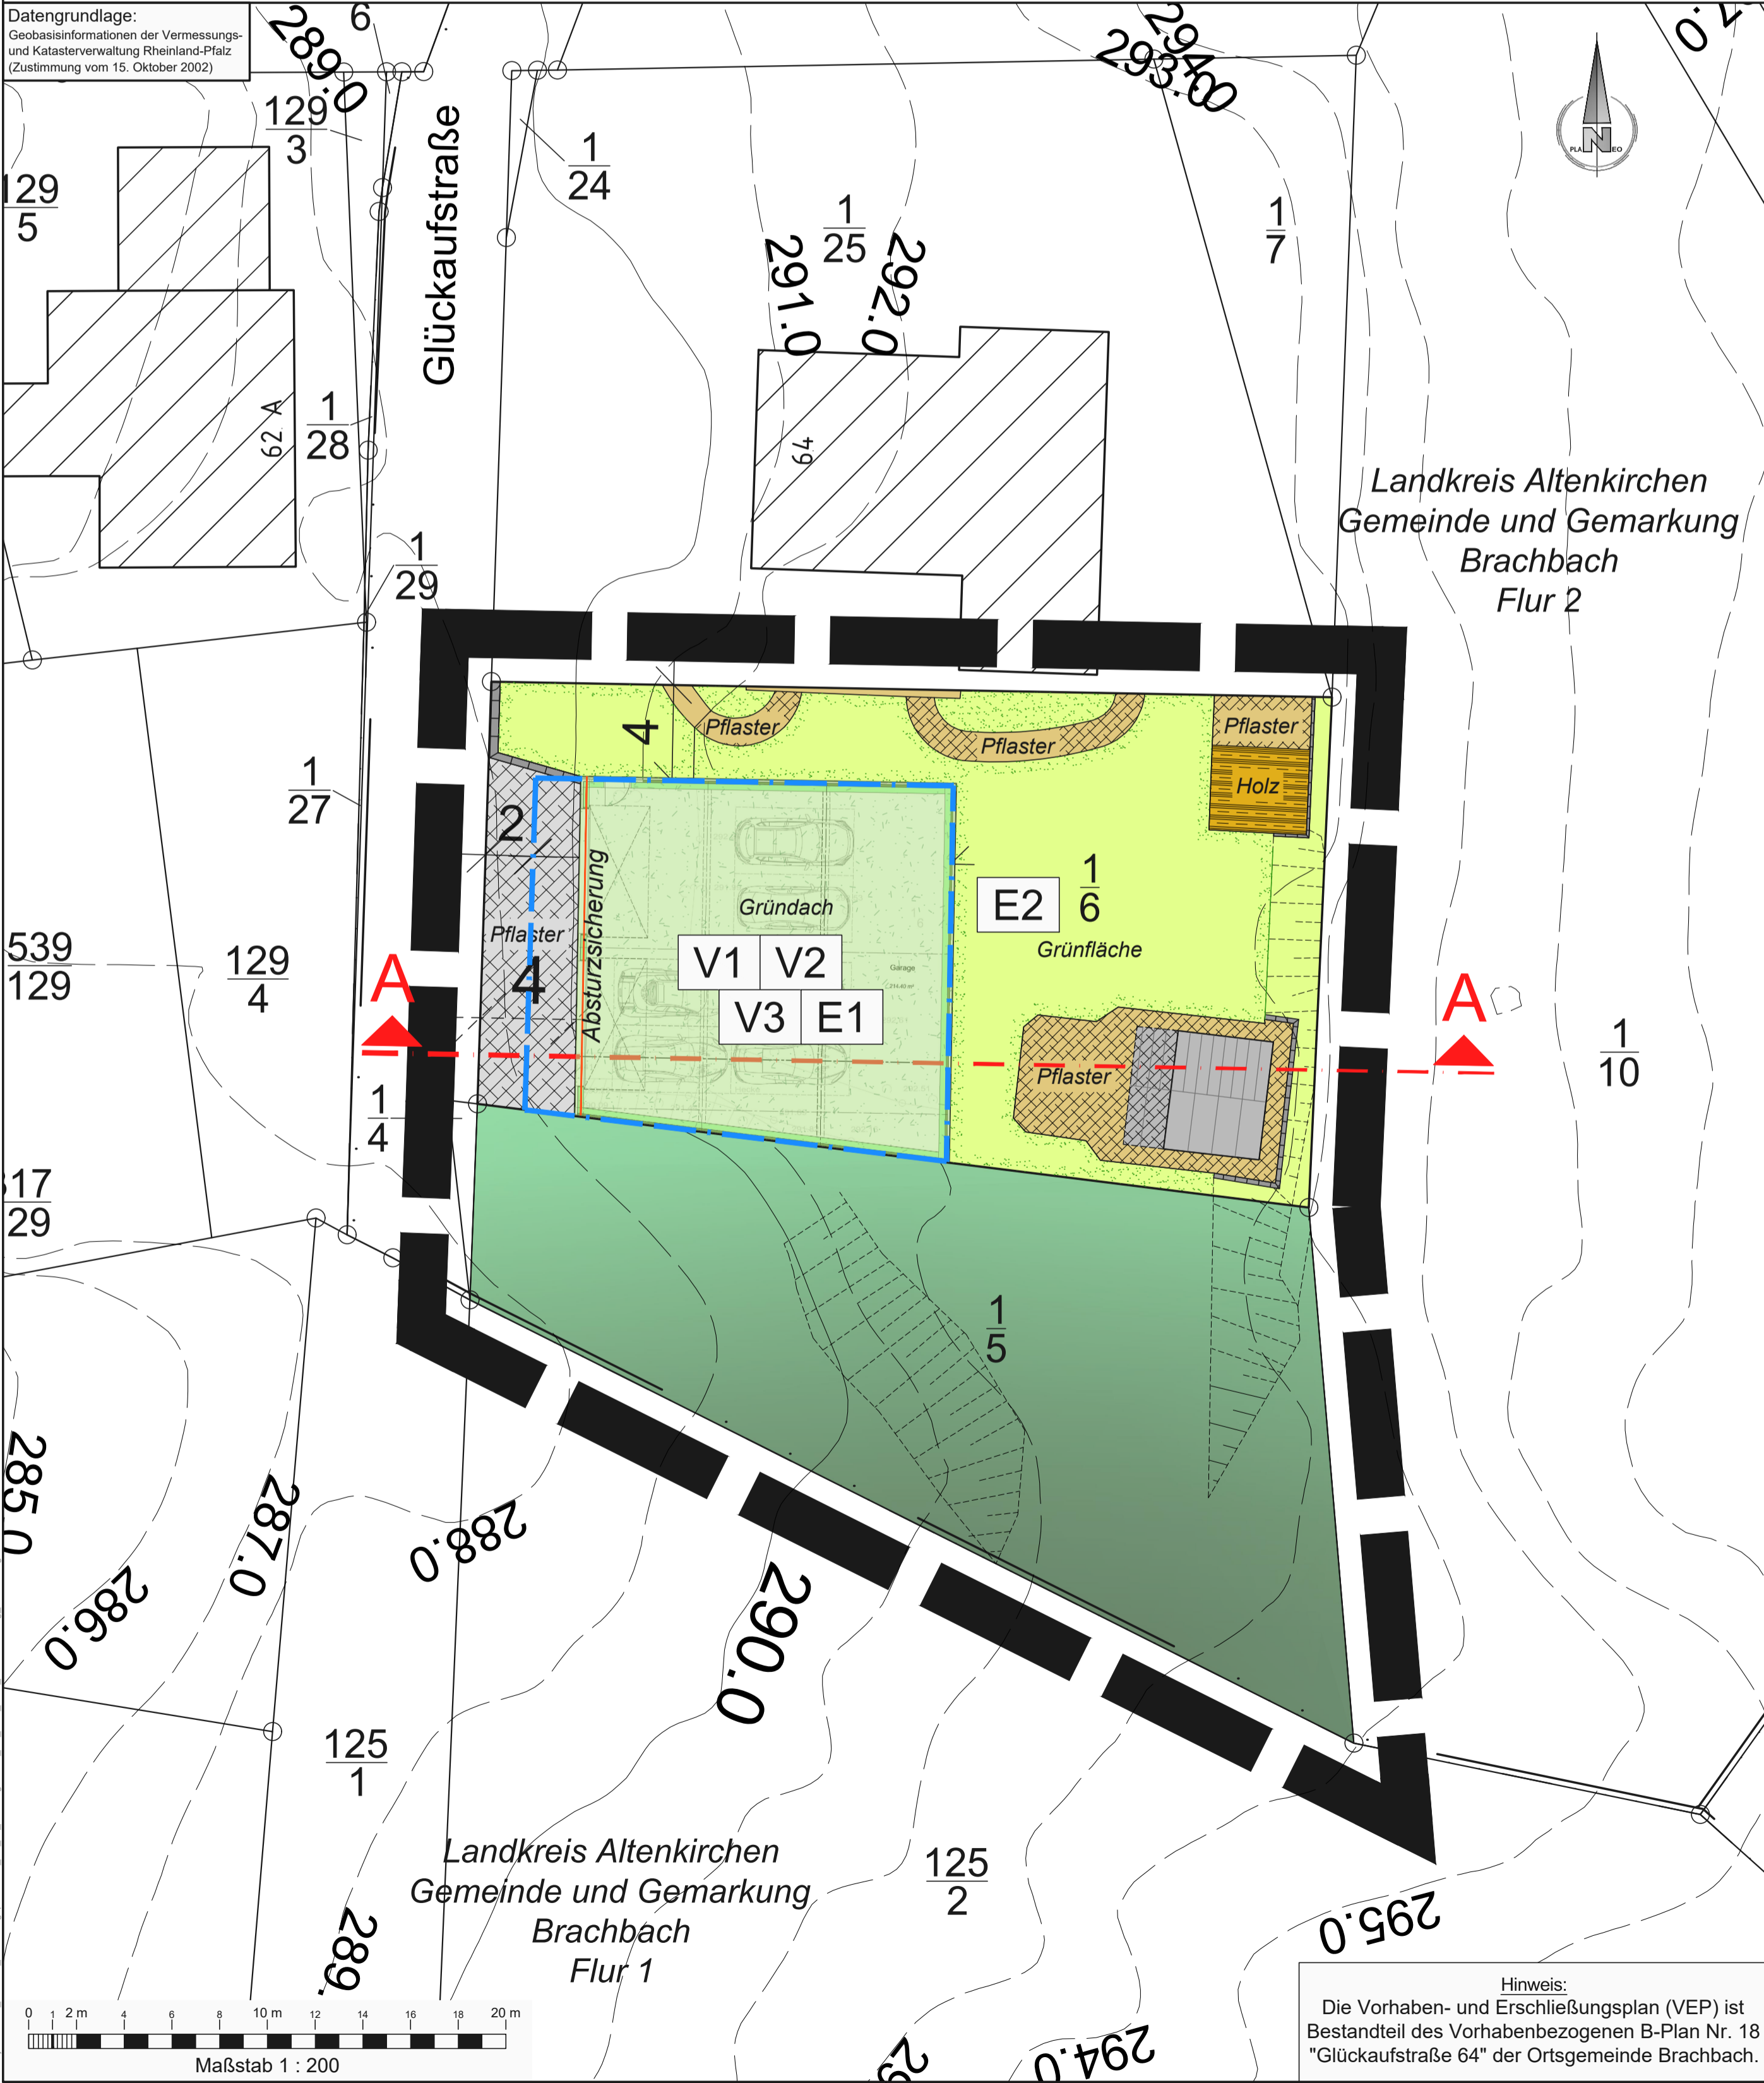 Datengrundlage:
Geobasisinformationen der Vermessungs-
und Katasterverwaltung Rheinland-Pfalz
(Zustimmung vom 15. Oktober 2002)
6
289.0
294.0
293.0
PLA N EO
129
3
1
24
129
5
Glückaufstraße
1
25
1
7
291.0
292.0
62 A
1
28
64
Landkreis Altenkirchen
Gemeinde und Gemarkung
Brachbach
Flur 2
1
29
4
Pflaster
Pflaster
Pflaster
Holz
1
27
2
Absturzsicherung
Gründach
E2
1
6
Grünfläche
Pflaster
4
V1
V2
V3
E1
Garage
214.40 m²
539
129
129
4
A
A
1
10
Pflaster
1
4
17
29
1
5
285.0
286.0
287.0
288.0
290.0
125
1
Landkreis Altenkirchen
Gemeinde und Gemarkung
Brachbach
Flur 1
125
2
295.0
289.
294.0
29
0 1 2 m 4 6 8 10 m 12 14 16 18 20 m
Maßstab 1 : 200
Hinweis:
Die Vorhaben- und Erschließungsplan (VEP) ist
Bestandteil des Vorhabenbezogenen B-Plan Nr. 18
"Glückaufstraße 64" der Ortsgemeinde Brachbach.